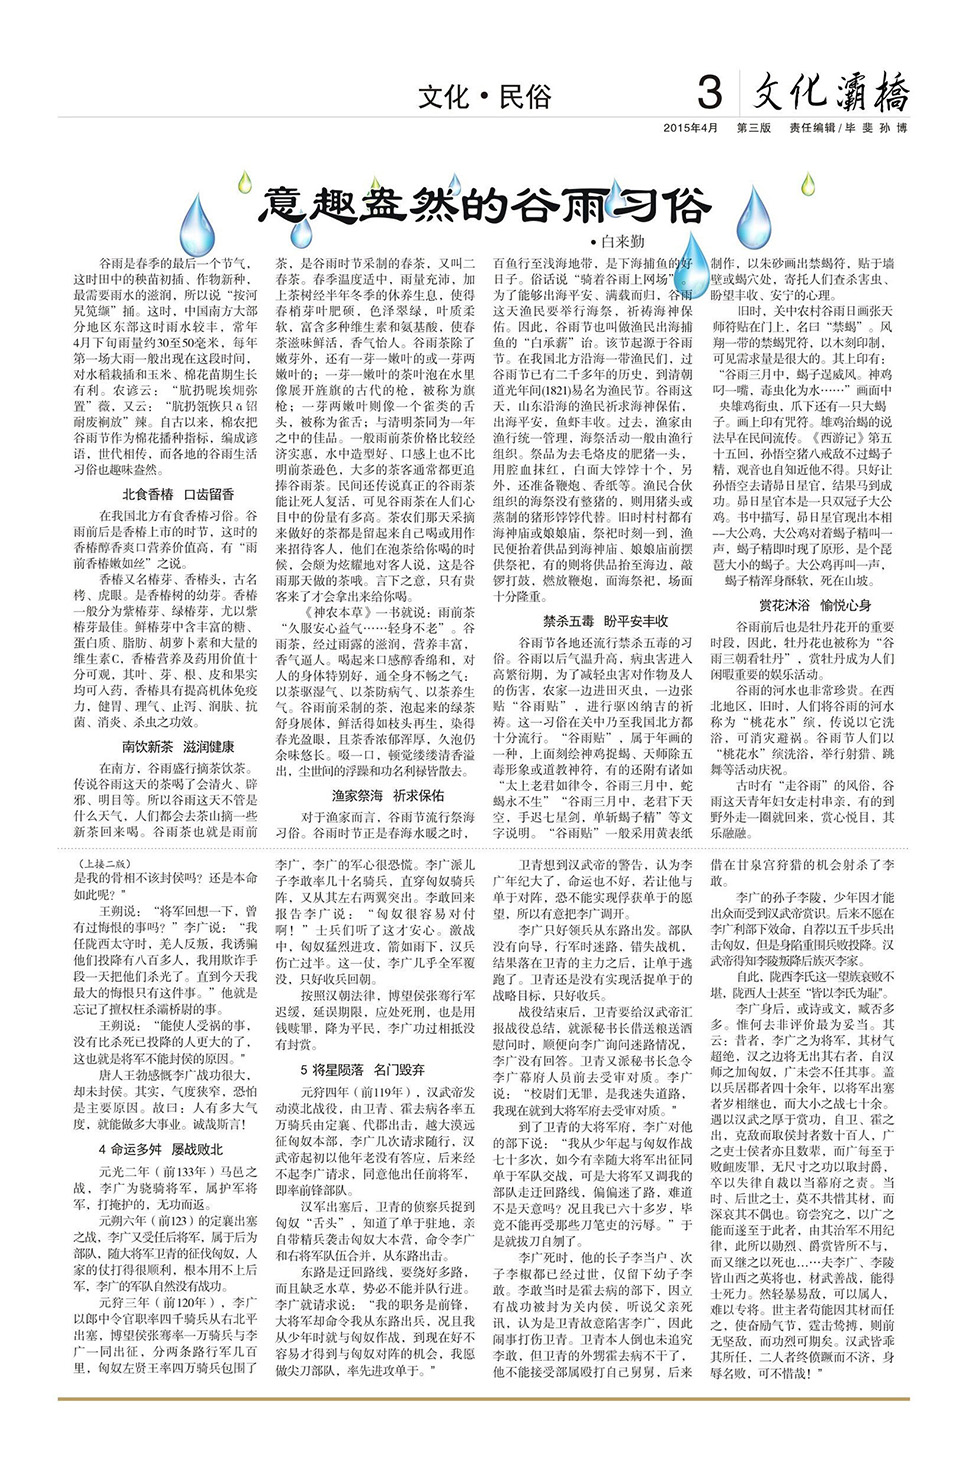 文化·民俗
3
文化灞橋
2015年4月 第三版 责任编辑/毕 斐 孙 博
意趣盎然的谷雨习俗
•白来勤
谷雨是春季的最后一个节气，
这时田中的秧苗初插、作物新种，
最需要雨水的滋润，所以说“按河
旯笕缬”捅。这时，中国南方大部
分地区东部这时雨水较丰，常年
4月下旬雨量约30至50毫米，每年
第一场大雨一般出现在这段时间，
对水稻栽插和玉米、棉花苗期生长
有利。农谚云：
置”薇，又云：
耐废裥放”辣。自古以来，棉农把
谷雨节作为棉花播种指标，编成谚
语，世代相传，而各地的谷雨生活
习俗也趣味盎然。
北食香椿 口齿留香
在我国北方有食香椿习俗。谷
雨前后是香椿上市的时节，这时的
香椿醇香爽口营养价值高，有“雨
前香椿嫩如丝”之说。
香椿又名椿芽、香椿头，古名
栲、虎眼。是香椿树的幼芽。香椿
一般分为紫椿芽、绿椿芽，尤以紫
椿芽最佳。鲜椿芽中含丰富的糖、
蛋白质、脂肪、胡萝卜素和大量的
维生素C，香椿营养及药用价值十
分可观，其叶、芽、根、皮和果实
均可入药，香椿具有提高机体免疫
力，健胃、理气、止泻、润肤、抗
菌、消炎、杀虫之功效。
南饮新茶 滋润健康
在南方，谷雨盛行摘茶饮茶。
传说谷雨这天的茶喝了会清火、辟
邪、明目等。所以谷雨这天不管是
什么天气，人们都会去茶山摘一些
新茶回来喝。谷雨茶也就是雨前
茶，是谷雨时节采制的春茶，又叫二
春茶。春季温度适中，雨量充沛，加
上茶树经半年冬季的休养生息，使得
春梢芽叶肥硕，色泽翠绿，叶质柔
软，富含多种维生素和氨基酸，使春
茶滋味鲜活，香气怡人。谷雨茶除了
嫩芽外，还有一芽一嫩叶的或一芽两
嫩叶的；一芽一嫩叶的茶叶泡在水里
像展开旌旗的古代的枪，被称为旗
枪；一芽两嫩叶则像一个雀类的舌
头，被称为雀舌；与清明茶同为一年
之中的佳品。一般雨前茶价格比较经
济实惠，水中造型好、口感上也不比
明前茶逊色，大多的茶客通常都更追
捧谷雨茶。民间还传说真正的谷雨茶
能让死人复活，可见谷雨茶在人们心
目中的份量有多高。茶农们那天采摘
来做好的茶都是留起来自己喝或用作
来招待客人，他们在泡茶给你喝的时
候，会颇为炫耀地对客人说，这是谷
雨那天做的茶哦。言下之意，只有贵
客来了才会拿出来给你喝。
《神农本草》一书就说：雨前茶
“久服安心益气……轻身不老”。谷
雨茶，经过雨露的滋润，营养丰富，
香气逼人。喝起来口感醇香绵和，对
人的身体特别好，通全身不畅之气；
以茶驱湿气、以茶防病气、以茶养生
气。谷雨前采制的茶，泡起来的绿茶
舒身展体，鲜活得如枝头再生，染得
春光盈眼，且茶香浓郁浑厚，久泡仍
余味悠长。啜一口，顿觉缕缕清香溢
出，尘世间的浮躁和功名利禄皆散去。
渔家祭海 祈求保佑
对于渔家而言，谷雨节流行祭海
习俗。谷雨时节正是春海水暖之时，
百鱼行至浅海地带，是下海捕鱼的好
日子。俗话说“骑着谷雨上网场”。
为了能够出海平安、满载而归，谷雨
这天渔民要举行海祭，祈祷海神保
佑。因此，谷雨节也叫做渔民出海捕
鱼的“白承薪”诒。该节起源于谷雨
节。在我国北方沿海一带渔民们，过
谷雨节已有二千多年的历史，到清朝
道光年间(1821)易名为渔民节。谷雨这
天，山东沿海的渔民祈求海神保佑，
出海平安，鱼虾丰收。过去，渔家由
渔行统一管理，海祭活动一般由渔行
组织。祭品为去毛烙皮的肥猪一头，
用腔血抹红，白面大饽饽十个，另
外，还准备鞭炮、香纸等。渔民合伙
组织的海祭没有整猪的，则用猪头或
蒸制的猪形饽饽代替。旧时村村都有
海神庙或娘娘庙，祭祀时刻一到，渔
民便抬着供品到海神庙、娘娘庙前摆
供祭祀，有的则将供品抬至海边，敲
锣打鼓，燃放鞭炮，面海祭祀，场面
十分隆重。
禁杀五毒 盼平安丰收
谷雨节各地还流行禁杀五毒的习
俗。谷雨以后气温升高，病虫害进入
高繁衍期，为了减轻虫害对作物及人
的伤害，农家一边进田灭虫，一边张
贴“谷雨贴”，进行驱凶纳吉的祈
祷。这一习俗在关中乃至我国北方都
十分流行。“谷雨贴”，属于年画的
一种，上面刻绘神鸡捉蝎、天师除五
毒形象或道教神符，有的还附有诸如
“太上老君如律令，谷雨三月中，蛇
蝎永不生”“谷雨三月中，老君下天
空，手迟七星剑，单斩蝎子精”等文
字说明。“谷雨贴”一般采用黄表纸
制作，以朱砂画出禁蝎符，贴于墙
壁或蝎穴处，寄托人们查杀害虫、
盼望丰收、安宁的心理。
旧时，关中农村谷雨日画张天
师符贴在门上，名曰“禁蝎”。凤
翔一带的禁蝎咒符，以木刻印制，
可见需求量是很大的。其上印有：
“谷雨三月中，蝎子逞威风。神鸡
叼一嘴，毒虫化为水……”画面中
央雄鸡衔虫，爪下还有一只大蝎
子。画上印有咒符。雄鸡治蝎的说
法早在民间流传。《西游记》第五
十五回，孙悟空猪八戒敌不过蝎子
精，观音也自知近他不得。只好让
孙悟空去请昴日星官，结果马到成
功。昴日星官本是一只双冠子大公
鸡。书中描写，昴日星官现出本相
——大公鸡，大公鸡对着蝎子精叫一
声，蝎子精即时现了原形，是个琵
琶大小的蝎子。大公鸡再叫一声，
蝎子精浑身酥软，死在山坡。
赏花沐浴 愉悦心身
谷雨前后也是牡丹花开的重要
时段，因此，牡丹花也被称为“谷
雨三朝看牡丹”，赏牡丹成为人们
闲暇重要的娱乐活动。
谷雨的河水也非常珍贵。在西
北地区，旧时，人们将谷雨的河水
称为“桃花水”缤，传说以它洗
浴，可消灾避祸。谷雨节人们以
“桃花水”缤洗浴，举行射猎、跳
舞等活动庆祝。
古时有“走谷雨”的风俗，谷
雨这天青年妇女走村串亲，有的到
野外走一圈就回来，赏心悦目，其
乐融融。
（上接二版）
是我的骨相不该封侯吗？还是本命
如此呢？”
王朔说：“将军回想一下，曾
有过悔恨的事吗？”李广说：“我
任陇西太守时，羌人反叛，我诱骗
他们投降有八百多人，我用欺诈手
段一天把他们杀光了。直到今天我
最大的悔恨只有这件事。”他就是
忘记了擅权枉杀灞桥尉的事。
王朔说：“能使人受祸的事，
没有比杀死已投降的人更大的了，
这也就是将军不能封侯的原因。”
唐人王勃感慨李广战功很大，
却未封侯。其实，气度狭窄，恐怕
是主要原因。故曰：人有多大气
度，就能做多大事业。诚哉斯言！
4 命运多舛 屡战败北
元光二年（前133年）马邑之
战，李广为骁骑将军，属护军将
军，打掩护的，无功而返。
元朔六年（前123）的定襄出塞
之战，李广又受任后将军，属于后为
部队，随大将军卫青的征伐匈奴，人
家的仗打得很顺利，根本用不上后
军，李广的军队自然没有战功。
元狩三年（前120年），李广
以郎中令官职率四千骑兵从右北平
出塞，博望侯张骞率一万骑兵与李
广一同出征，分两条路行军几百
里，匈奴左贤王率四万骑兵包围了
李广，李广的军心很恐慌。李广派儿
子李敢率几十名骑兵，直穿匈奴骑兵
阵，又从其左右两翼突出。李敢回来
报告李广说：“匈奴很容易对付
啊！”士兵们听了这才安心。激战
中，匈奴猛烈进攻，箭如雨下，汉兵
伤亡过半。这一仗，李广几乎全军覆
没，只好收兵回朝。
按照汉朝法律，博望侯张骞行军
迟缓，延误期限，应处死刑，也是用
钱赎罪，降为平民，李广功过相抵没
有封赏。
5 将星陨落 名门毁弃
元狩四年（前119年），汉武帝发
动漠北战役，由卫青、霍去病各率五
万骑兵由定襄、代郡出击，越大漠远
征匈奴本部，李广几次请求随行，汉
武帝起初以他年老没有答应，后来经
不起李广请求，同意他出任前将军，
即率前锋部队。
汉军出塞后，卫青的侦察兵捉到
匈奴“舌头”，知道了单于驻地，亲
自带精兵袭击匈奴大本营，命令李广
和右将军队伍合并，从东路出击。
东路是迂回路线，要绕好多路，
而且缺乏水草，势必不能并队行进。
李广就请求说：“我的职务是前锋，
大将军却命令我从东路出兵，况且我
从少年时就与匈奴作战，到现在好不
容易才得到与匈奴对阵的机会，我愿
做尖刀部队，率先进攻单于。”
卫青想到汉武帝的警告，认为李
广年纪大了，命运也不好，若让他与
单于对阵，恐不能实现俘获单于的愿
望，所以有意把李广调开。
李广只好领兵从东路出发。部队
没有向导，行军时迷路，错失战机，
结果落在卫青的主力之后，让单于逃
跑了。卫青还是没有实现活捉单于的
战略目标，只好收兵。
战役结束后，卫青要给汉武帝汇
报战役总结，就派秘书长借送粮送酒
慰问时，顺便向李广询问迷路情况，
李广没有回答。卫青又派秘书长急令
李广幕府人员前去受审对质。李广
说：“校尉们无罪，是我迷失道路，
我现在就到大将军府去受审对质。”
到了卫青的大将军府，李广对他
的部下说：“我从少年起与匈奴作战
七十多次，如今有幸随大将军出征同
单于军队交战，可是大将军又调我的
部队走迂回路线，偏偏迷了路，难道
不是天意吗？况且我已六十多岁，毕
竟不能再受那些刀笔吏的污辱。”于
是就拔刀自刎了。
李广死时，他的长子李当户、次
子李椒都已经过世，仅留下幼子李
敢。李敢当时是霍去病的部下，因立
有战功被封为关内侯，听说父亲死
讯，认为是卫青故意陷害李广，因此
闹事打伤卫青。卫青本人倒也未追究
李敢，但卫青的外甥霍去病不干了，
他不能接受部属殴打自己舅舅，后来
借在甘泉宫狩猎的机会射杀了李
敢。
李广的孙子李陵，少年因才能
出众而受到汉武帝赏识。后来不愿在
李广利部下效命，自荐以五千步兵出
击匈奴，但是身陷重围兵败投降。汉
武帝得知李陵叛降后族灭李家。
自此，陇西李氏这一望族衰败不
堪，陇西人士甚至“皆以李氏为耻”。
李广身后，或诗或文，臧否多
多。惟何去非评价最为妥当。其
云：昔者，李广之为将军，其材气
超绝，汉之边将无出其右者，自汉
师之加匈奴，广未尝不任其事。盖
以兵居郡者四十余年，以将军出塞
者岁相继也，而大小之战七十余。
遇以汉武之厚于赏功，自卫、霍之
出，克敌而取侯封者数十百人，广
之吏士侯者亦且数辈，而广每至于
败衄废罪，无尺寸之功以取封爵，
卒以失律自裁以当幕府之责。当
时、后世之士，莫不共惜其材，而
深哀其不偶也。窃尝究之，以广之
能而遂至于此者，由其治军不用纪
律，此所以勋烈、爵赏皆所不与，
而又继之以死也…...夫李广、李陵
皆山西之英将也，材武善战，能得
士死力。然轻暴易敌，可以属人，
难以专将。世主者苟能因其材而任
之，使奋励气节，霆击鸷搏，则前
无坚敌，而功烈可期矣。汉武皆乖
其所任，二人者终偾蹶而不济，身
辱名败，可不惜哉！”